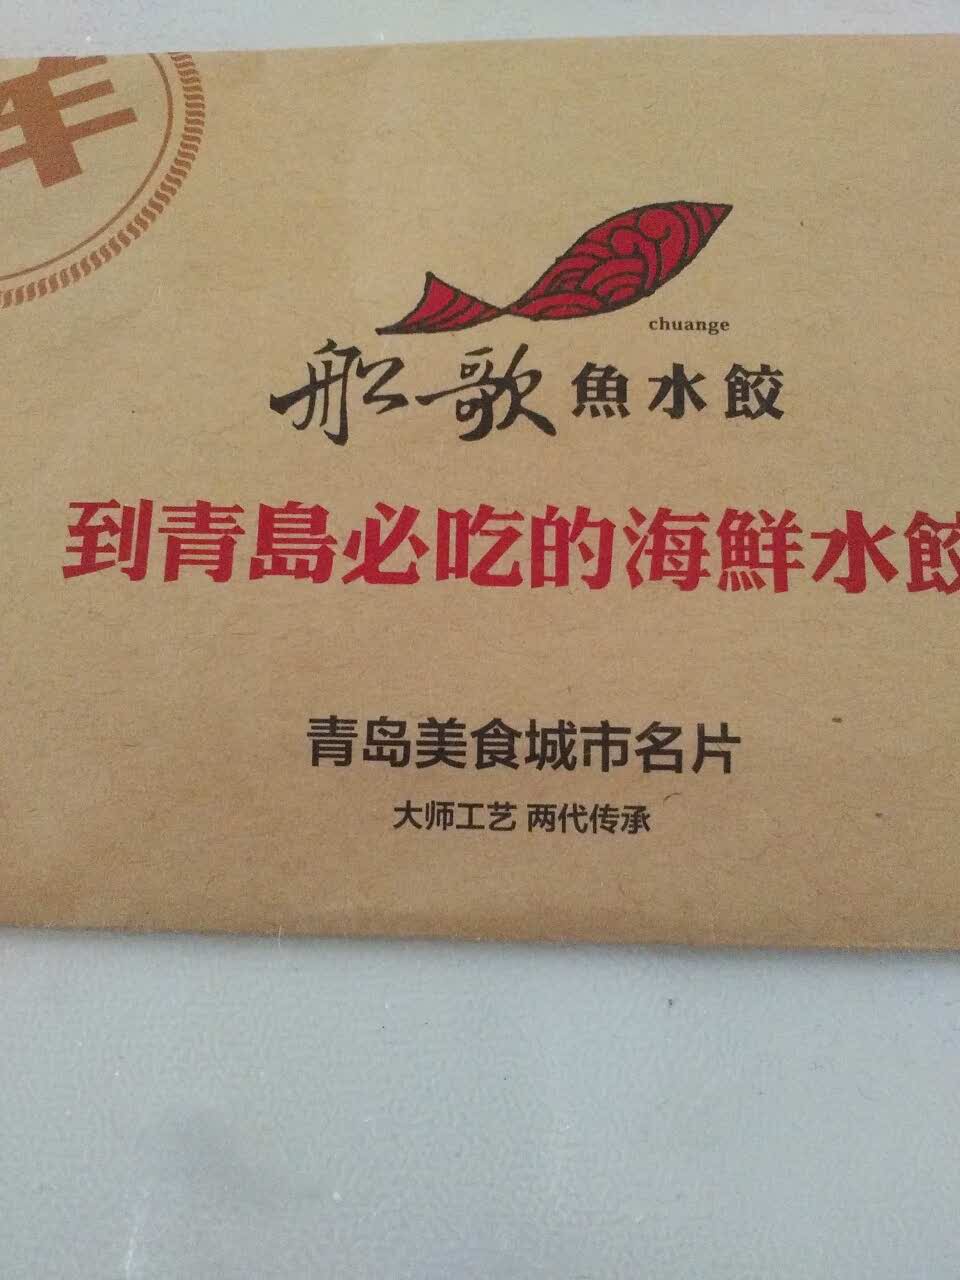 chuange
船歌魚水餃
到青島必吃的海鮮水餃
青岛美食城市名片
大师工艺 两代传承